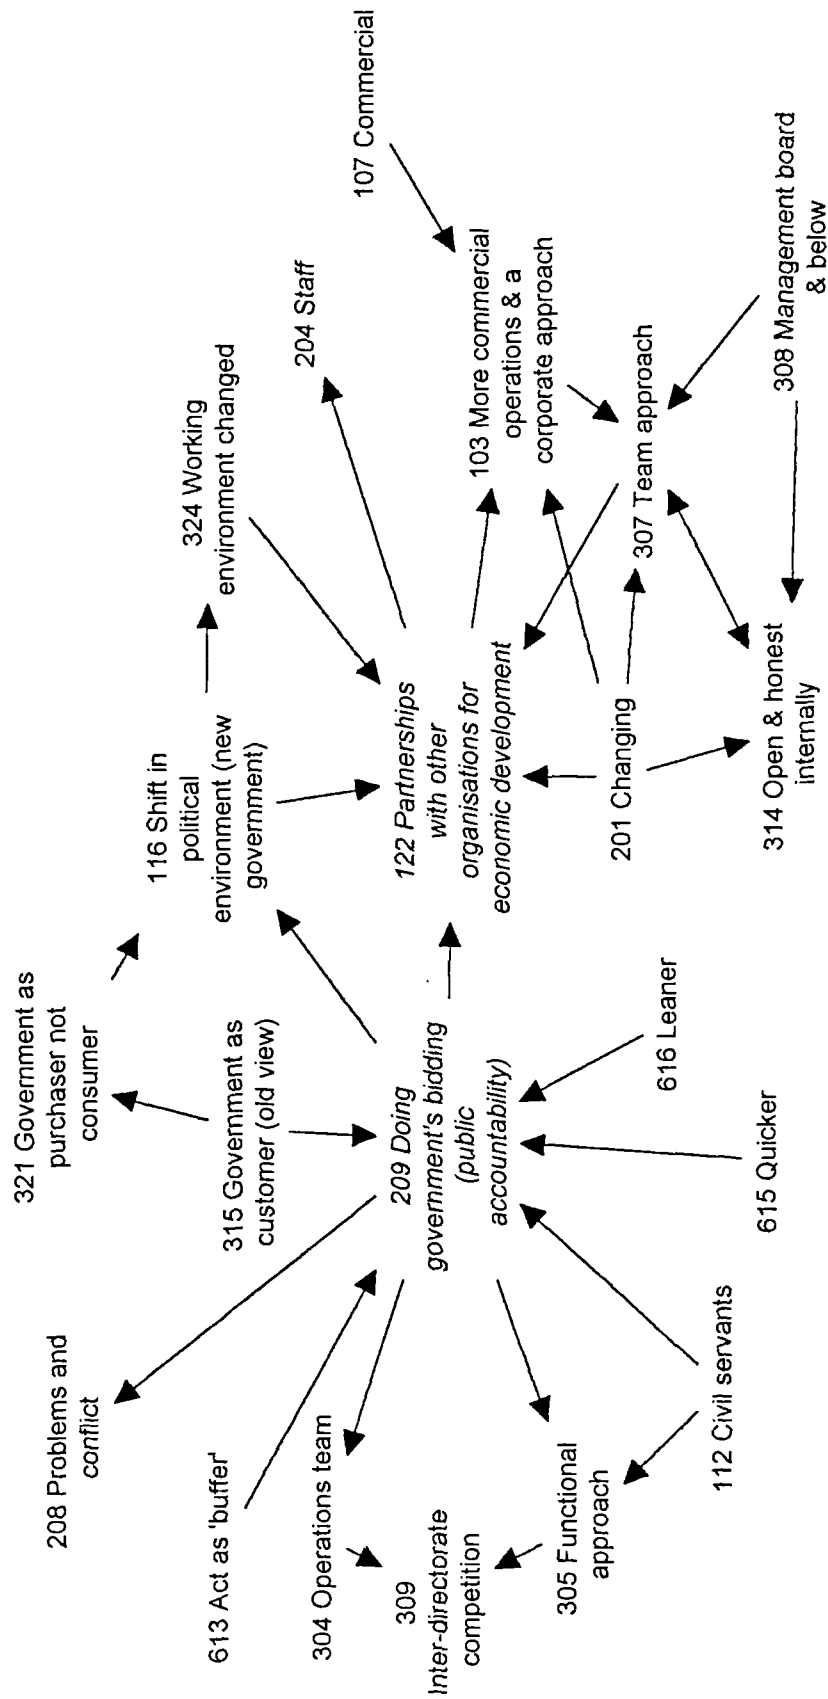 321 Government as
purchaser not
consumer
208 Problems and
conflict
116 Shift in
political
environment (new
government)
324 Working
environment changed
315 Government as
customer (old view)
613 Act as 'buffer'
204 Staff
107 Commercial
304 Operations team
209 Doing
government's bidding
(public
accountability)
122 Partnerships
with other
organisations for
economic development
103 More commercial
operations & a
corporate approach
309
Inter-directorate
competition
305 Functional
approach
616 Leaner
201 Changing
307 Team approach
112 Civil servants
615 Quicker
314 Open & honest
internally
308 Management board
& below